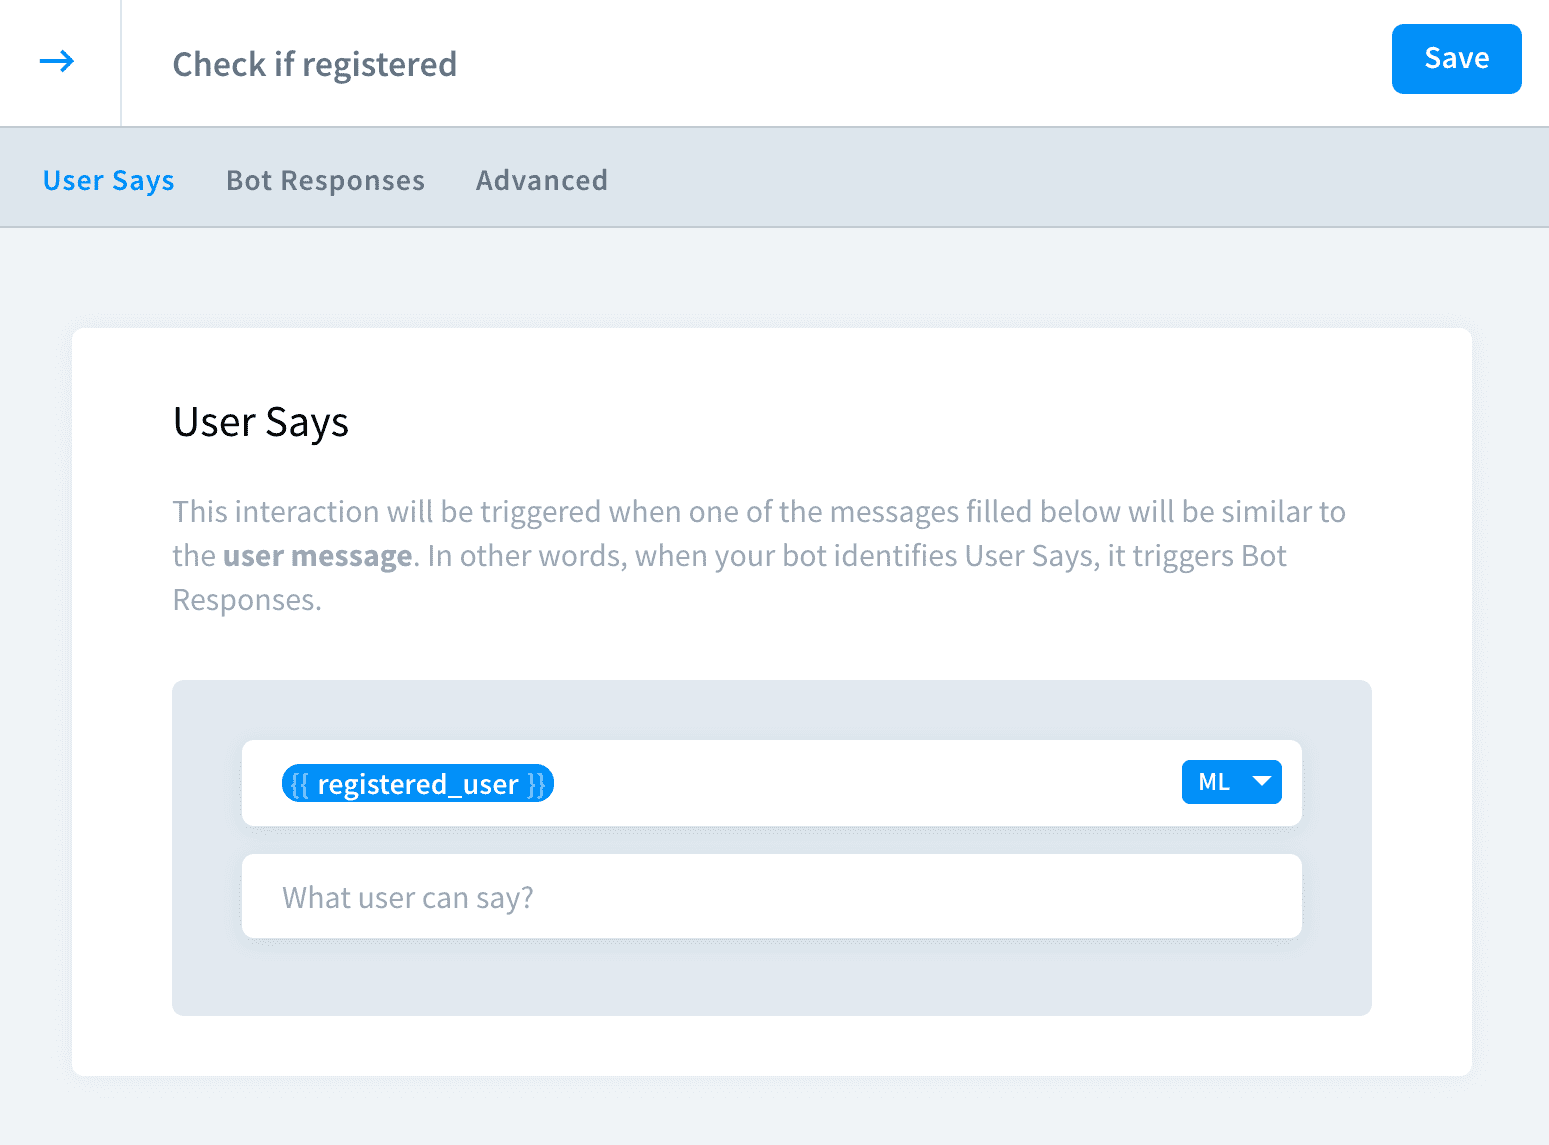 Check if registered
Save
User Says
Bot Responses
Advanced
User Says
This interaction will be triggered when one of the messages filled below will be similar to
the user message. In other words, when your bot identifies User Says, it triggers Bot
Responses.
{{ registered_user }}
ML
What user can say?